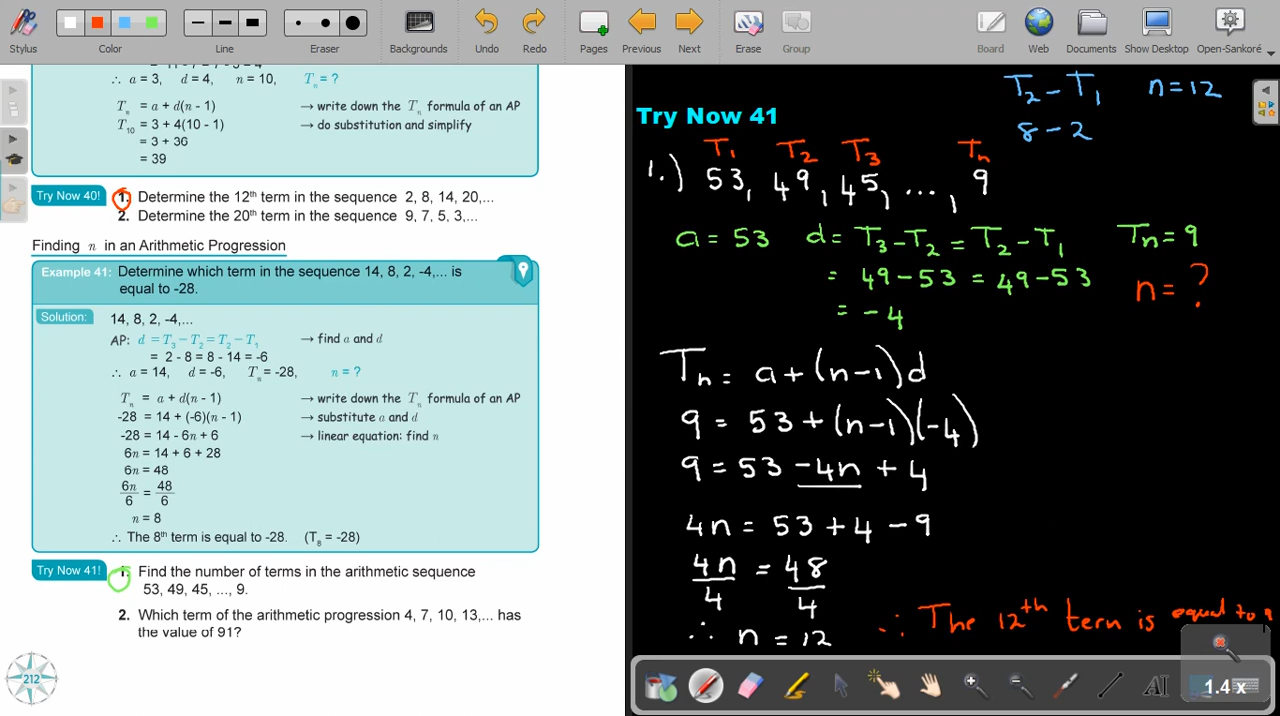 Stylus Color Line Eraser Backgrounds Undo Redo Pages Previous Next Erase Group Board Web Documents Show Desktop Open-Sankoré
∴ a = 3, d = 4, n = 10, Tn = ?
Tn = a + d(n - 1) → write down the Tn formula of an AP
T10 = 3 + 4(10 - 1) → do substitution and simplify
= 3 + 36
= 39
Try Now 40! 1. Determine the 12th term in the sequence 2, 8, 14, 20,...
2. Determine the 20th term in the sequence 9, 7, 5, 3,...
Finding n in an Arithmetic Progression
Example 41: Determine which term in the sequence 14, 8, 2, -4,... is
equal to -28.
Solution: 14, 8, 2, -4,...
AP: d = T3 − T2 = T2 − T1 → find a and d
= 2 - 8 = 8 - 14 = -6
∴ a = 14, d = -6, Tn = -28, n = ?
Tn = a + d(n - 1) → write down the Tn formula of an AP
-28 = 14 + (-6)(n - 1) → substitute a and d
-28 = 14 - 6n + 6 → linear equation: find n
6n = 14 + 6 + 28
6n = 48
6n/6 = 48/6
n = 8
∴ The 8th term is equal to -28. (T8 = -28)
Try Now 41! 1. Find the number of terms in the arithmetic sequence
53, 49, 45, ..., 9.
2. Which term of the arithmetic progression 4, 7, 10, 13,... has
the value of 91?
212
T2 - T1 n = 12
8 - 2
Try Now 41
T1 T2 T3 Tn
1.) 53, 49, 45, ..., 9
a = 53 d = T3 - T2 = T2 - T1 Tn = 9
= 49 - 53 = 49 - 53 n = ?
= -4
Tn = a + (n-1)d
9 = 53 + (n-1)(-4)
9 = 53 - 4n + 4
4n = 53 + 4 - 9
4n/4 = 48/4
∴ n = 12
∴ The 12th term is equal to 9
1.4 x